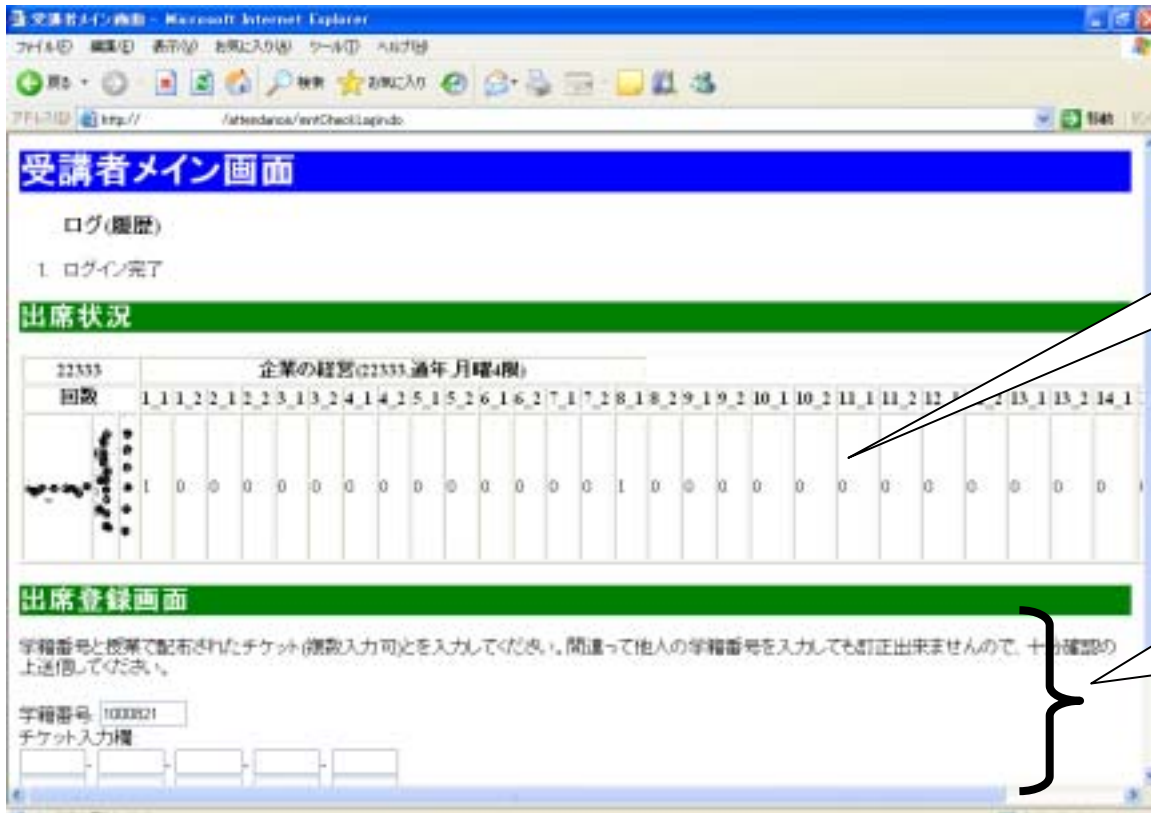 受講者メイン画面 - Microsoft Internet Explorer
ファイル(F) 編集(E) 表示(V) お気に入り(A) ツール(T) ヘルプ(H)
戻る 検索 お気に入り
アドレス(D) http:// /attendance/ 移動
受講者メイン画面
ログ(履歴)
1. ログイン完了
出席状況
22333 企業の経営(22333.通年.月曜4限)
回数 1_1 1_2 2_1 2_2 3_1 3_2 4_1 4_2 5_1 5_2 6_1 6_2 7_1 7_2 8_1 8_2 9_1 9_2 10_1 10_2 11_1 11_2 12_ _2 13_1 13_2 14_1
1 0 0 0 0 0 0 0 0 0 0 0 0 0 1 0 0 0 0 0 0 0 0 0 0 0 0
出席登録画面
学籍番号と授業で配布されたチケット(複数入力可)とを入力してください。間違って他人の学籍番号を入力しても訂正出来ませんので、十分確認の
上送信してください。
学籍番号: 1000821
チケット入力欄
- - - -